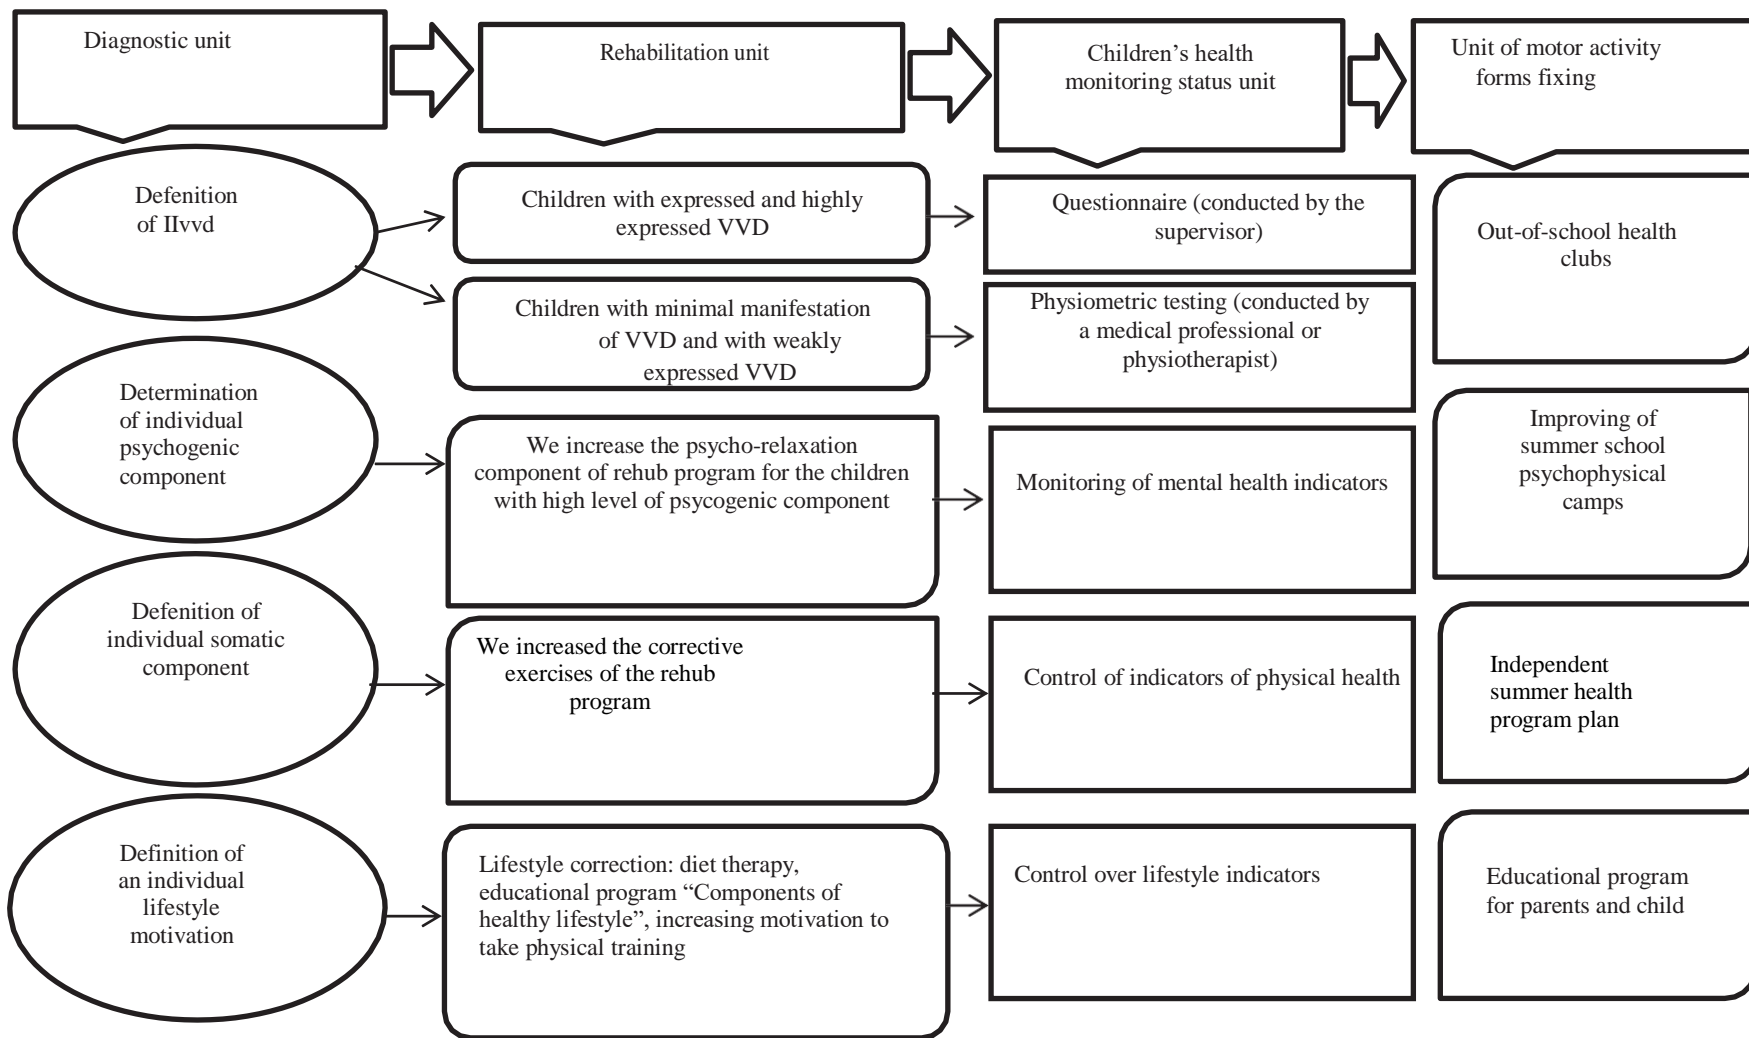 Diagnostic unit
Rehabilitation unit
Children’s health
monitoring status unit
Unit of motor activity
forms fixing
Defenition
of IIvvd
Children with expressed and highly
expressed VVD
Questionnaire (conducted by the
supervisor)
Out-of-school health
clubs
Children with minimal manifestation
of VVD and with weakly
expressed VVD
Physiometric testing (conducted by
a medical professional or
physiotherapist)
Determination
of individual
psychogenic
component
We increase the psycho-relaxation
component of rehub program for the children
with high level of psycogenic component
Monitoring of mental health indicators
Improving of
summer school
psychophysical
camps
Defenition of
individual somatic
component
We increased the corrective
exercises of the rehub
program
Control of indicators of physical health
Independent
summer health
program plan
Definition of
an individual
lifestyle
motivation
Lifestyle correction: diet therapy,
educational program “Components of
healthy lifestyle”, increasing motivation to
take physical training
Control over lifestyle indicators
Educational program
for parents and child